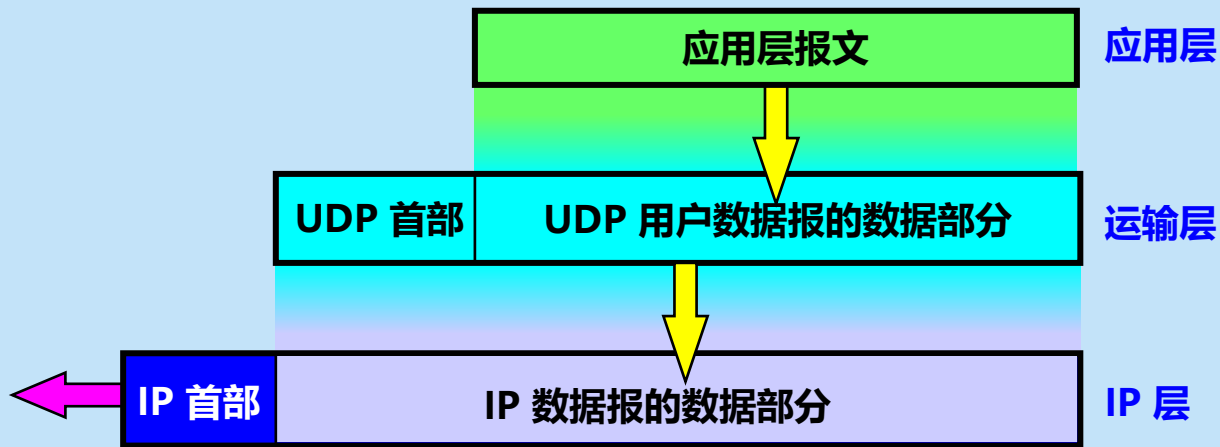 应用层报文
应用层
UDP 首部
UDP 用户数据报的数据部分
运输层
IP 首部
IP 数据报的数据部分
IP 层